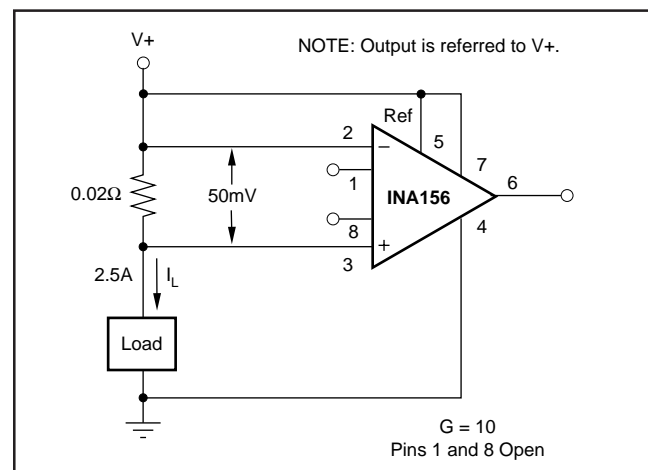 V+
NOTE: Output is referred to V+.
Ref
2
5
−
7
0.02Ω
50mV
1
INA156
6
8
4
+
3
2.5A
I_L
Load
G = 10
Pins 1 and 8 Open